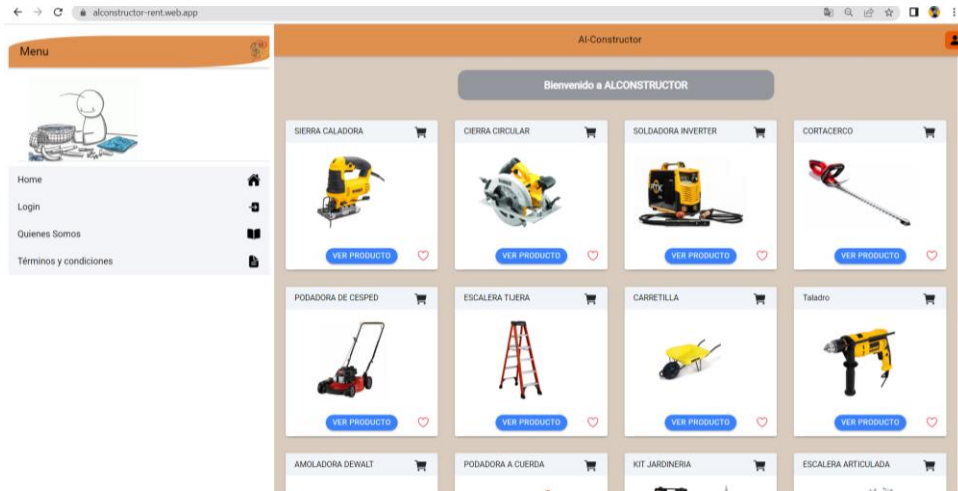 alconstructor-rent.web.app
Menu
Al-Constructor
Bienvenido a ALCONSTRUCTOR
Home
Login
Quienes Somos
Términos y condiciones
SIERRA CALADORA
CIERRA CIRCULAR
SOLDADORA INVERTER
CORTACERCO
VER PRODUCTO
VER PRODUCTO
VER PRODUCTO
VER PRODUCTO
PODADORA DE CESPED
ESCALERA TIJERA
CARRETILLA
Taladro
VER PRODUCTO
VER PRODUCTO
VER PRODUCTO
VER PRODUCTO
AMOLADORA DEWALT
PODADORA A CUERDA
KIT JARDINERIA
ESCALERA ARTICULADA